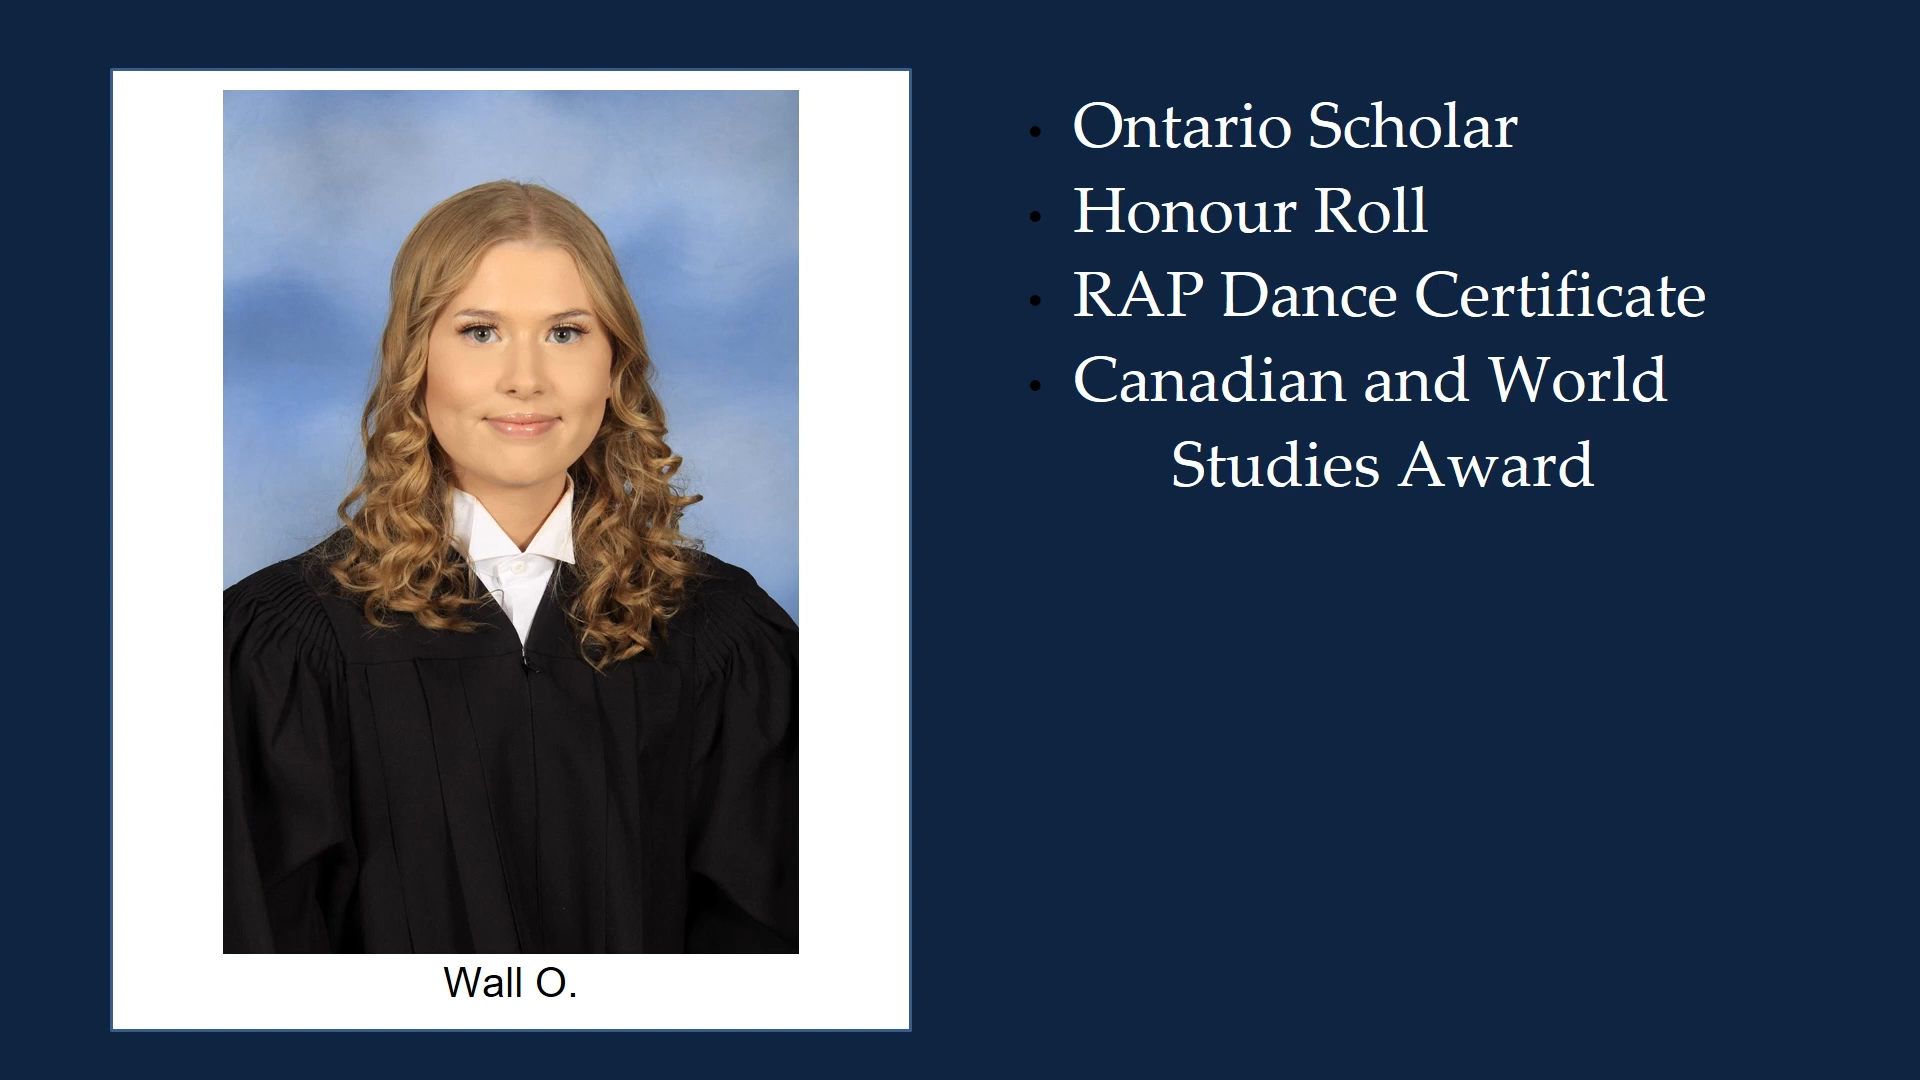 Ontario Scholar
Honour Roll
RAP Dance Certificate
Canadian and World
Studies Award
Wall O.